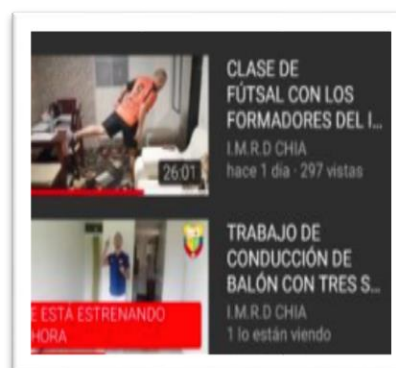 26:01
CLASE DE
FÚTSAL CON LOS
FORMADORES DEL I...
I.M.R.D CHIA
hace 1 día · 297 vistas
E ESTÁ ESTRENANDO
HORA
TRABAJO DE
CONDUCCIÓN DE
BALÓN CON TRES S...
I.M.R.D CHIA
1 lo están viendo